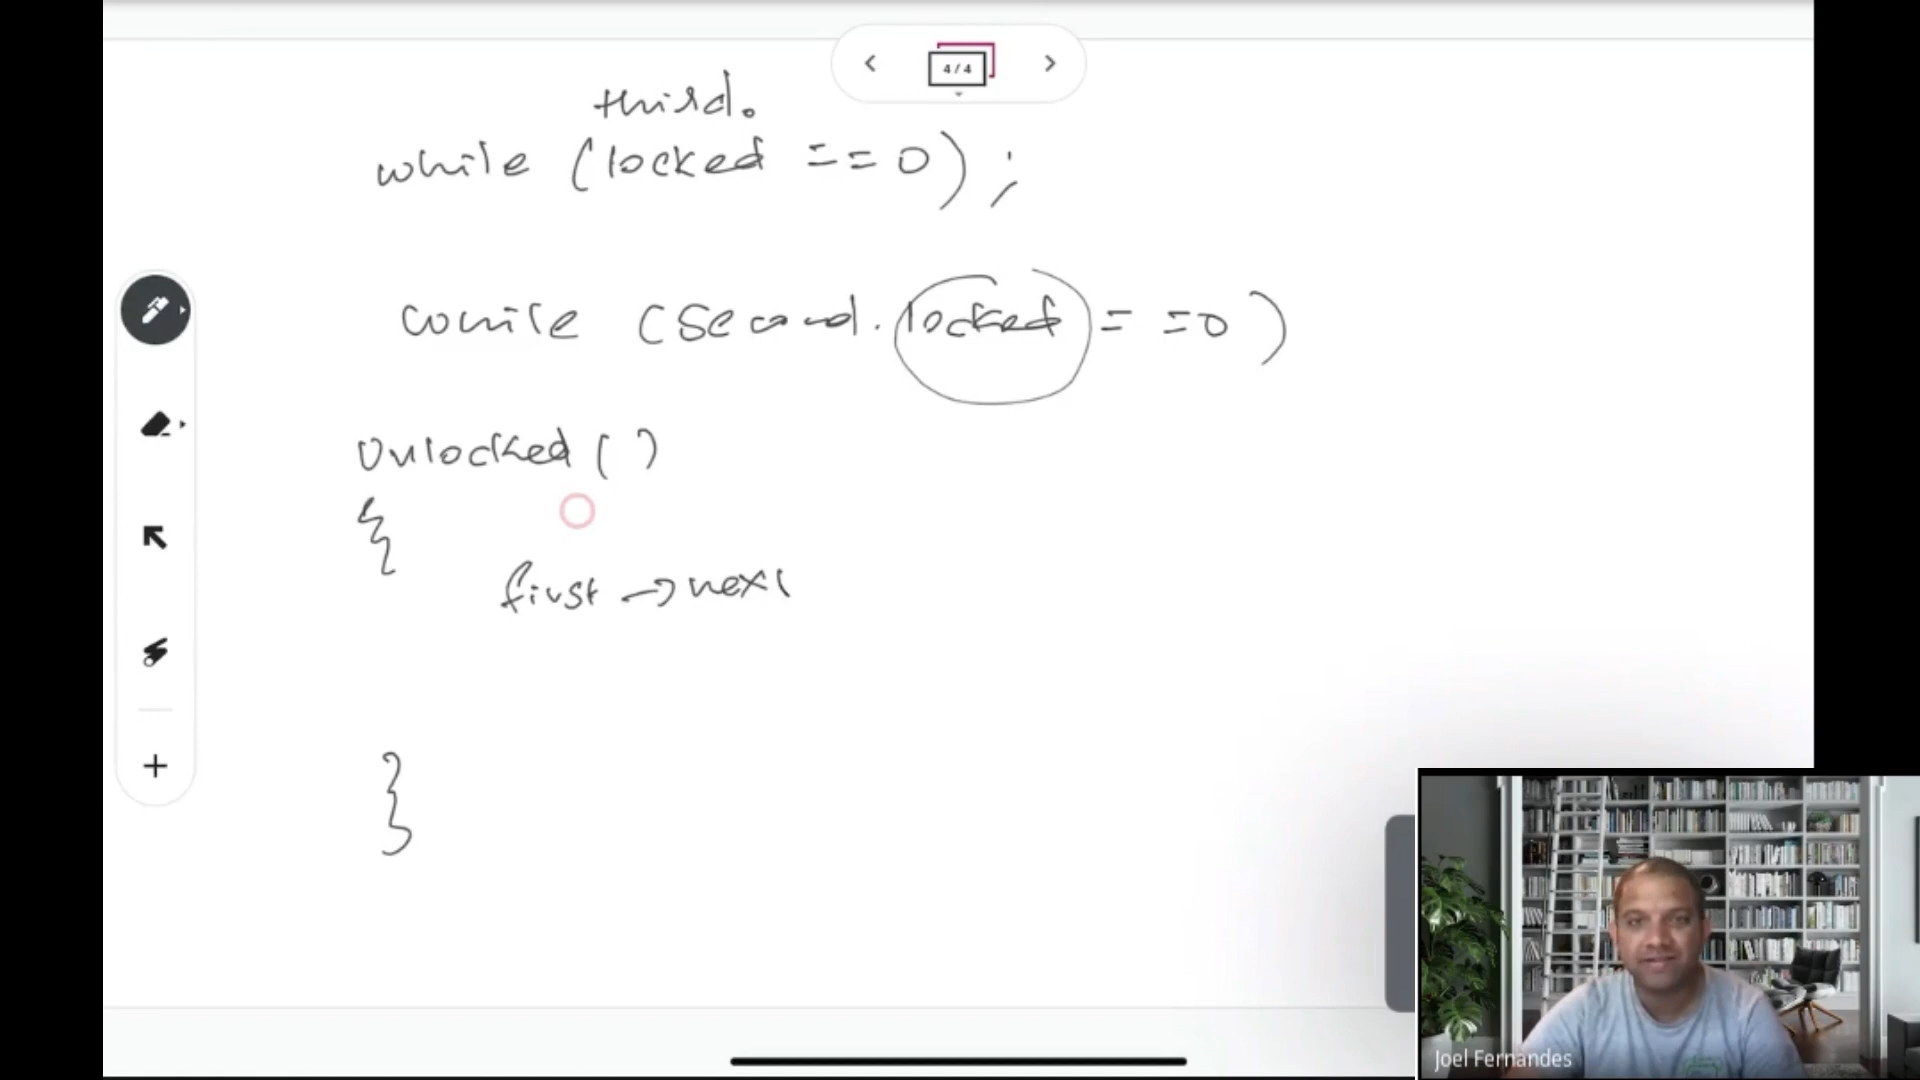 4 / 4
third.
while (locked == 0) ;
while (second.locked == 0)
Unlocked ( )
{
first → next
}
Joel Fernandes